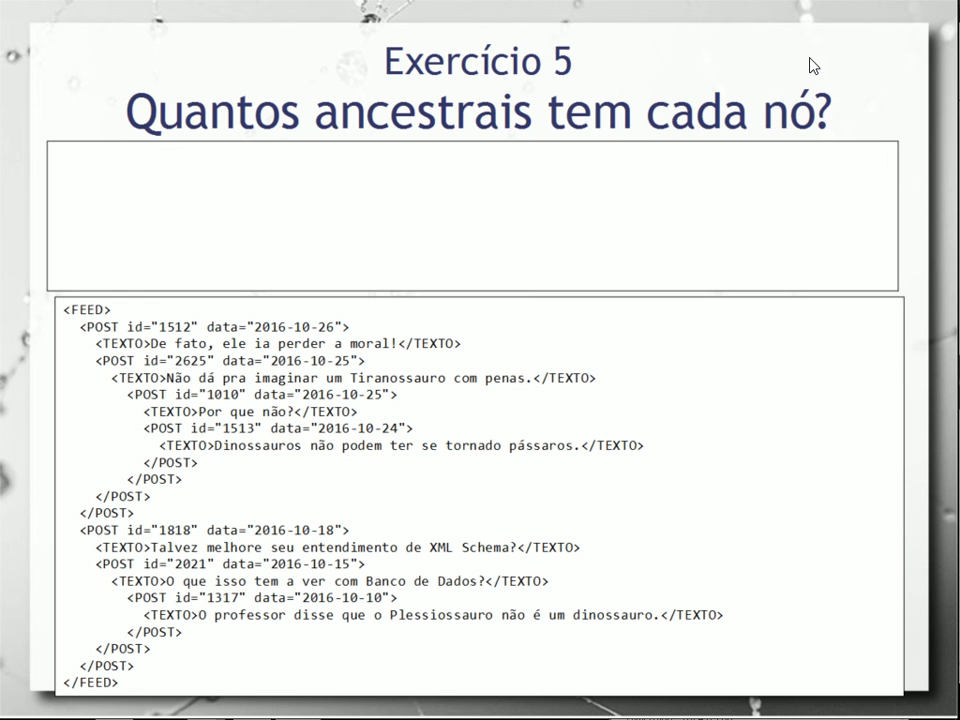 Exercício 5
Quantos ancestrais tem cada nó?
<FEED>
<POST id="1512" data="2016-10-26">
<TEXTO>De fato, ele ia perder a moral!</TEXTO>
<POST id="2625" data="2016-10-25">
<TEXTO>Não dá pra imaginar um Tiranossauro com penas.</TEXTO>
<POST id="1010" data="2016-10-25">
<TEXTO>Por que não?</TEXTO>
<POST id="1513" data="2016-10-24">
<TEXTO>Dinossauros não podem ter se tornado pássaros.</TEXTO>
</POST>
</POST>
</POST>
</POST>
<POST id="1818" data="2016-10-18">
<TEXTO>Talvez melhore seu entendimento de XML Schema?</TEXTO>
<POST id="2021" data="2016-10-15">
<TEXTO>O que isso tem a ver com Banco de Dados?</TEXTO>
<POST id="1317" data="2016-10-10">
<TEXTO>O professor disse que o Plessiossauro não é um dinossauro.</TEXTO>
</POST>
</POST>
</POST>
</FEED>